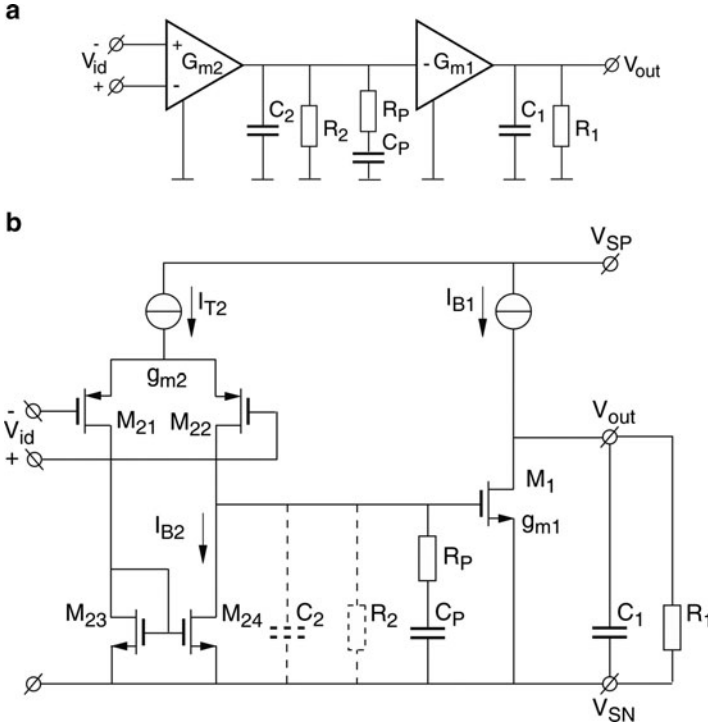 a
-
V_id
+
+
-
G_m2
C_2
R_2
R_P
C_P
-
G_m1
C_1
R_1
V_out
b
V_SP
I_T2
I_B1
g_m2
-
V_id
+
M_21
M_22
V_out
M_1
g_m1
I_B2
R_P
M_23
M_24
C_2
R_2
C_P
C_1
R_1
V_SN